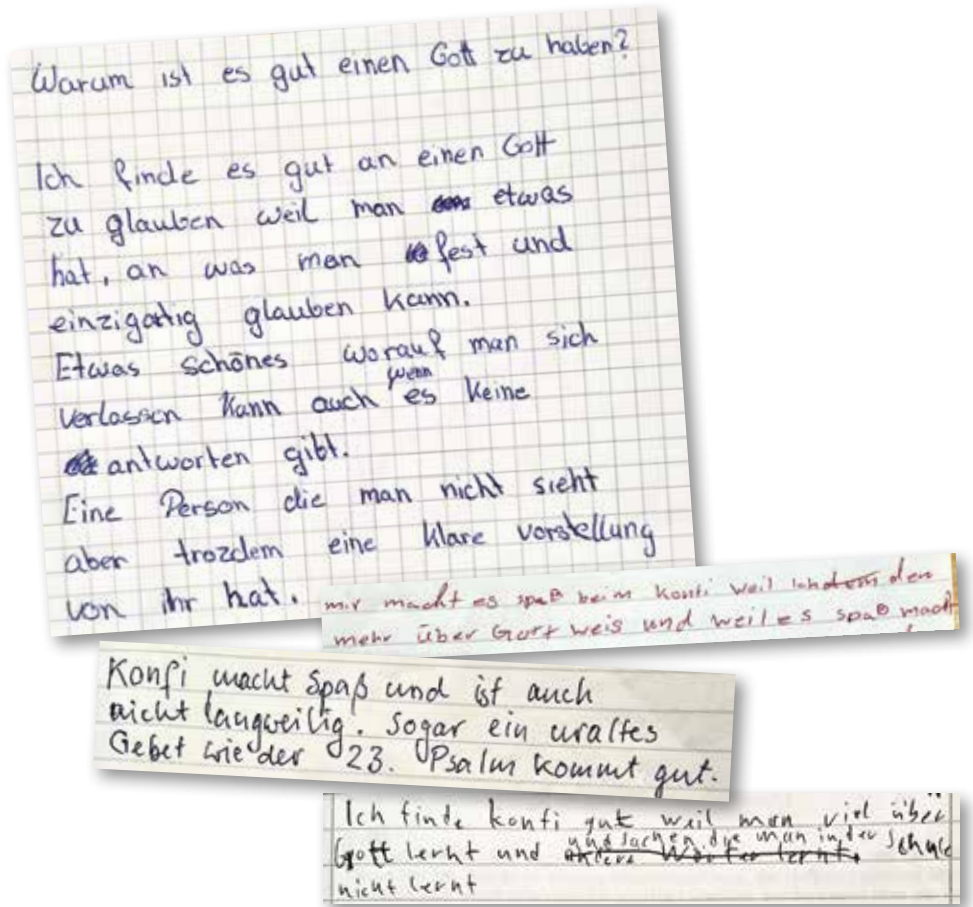 Warum ist es gut einen Gott zu haben?
Ich finde es gut an einen Gott
zu glauben weil man etwas
hat, an was man fest und
einzigartig glauben kann.
Etwas schönes worauf man sich
verlassen kann auch wenn es keine
antworten gibt.
Eine Person die man nicht sieht
aber trozdem eine klare vorstellung
von ihr hat.
mir macht es spaß beim konfi weil den
mehr über Gott weis und weil es spaß macht
Konfi macht Spaß und ist auch
nicht langweilig. Sogar ein uraltes
Gebet wie der 23. Psalm kommt gut.
Ich finde konfi gut weil man viel über
Gott lernt und und sachen die man in der schule
nicht lernt